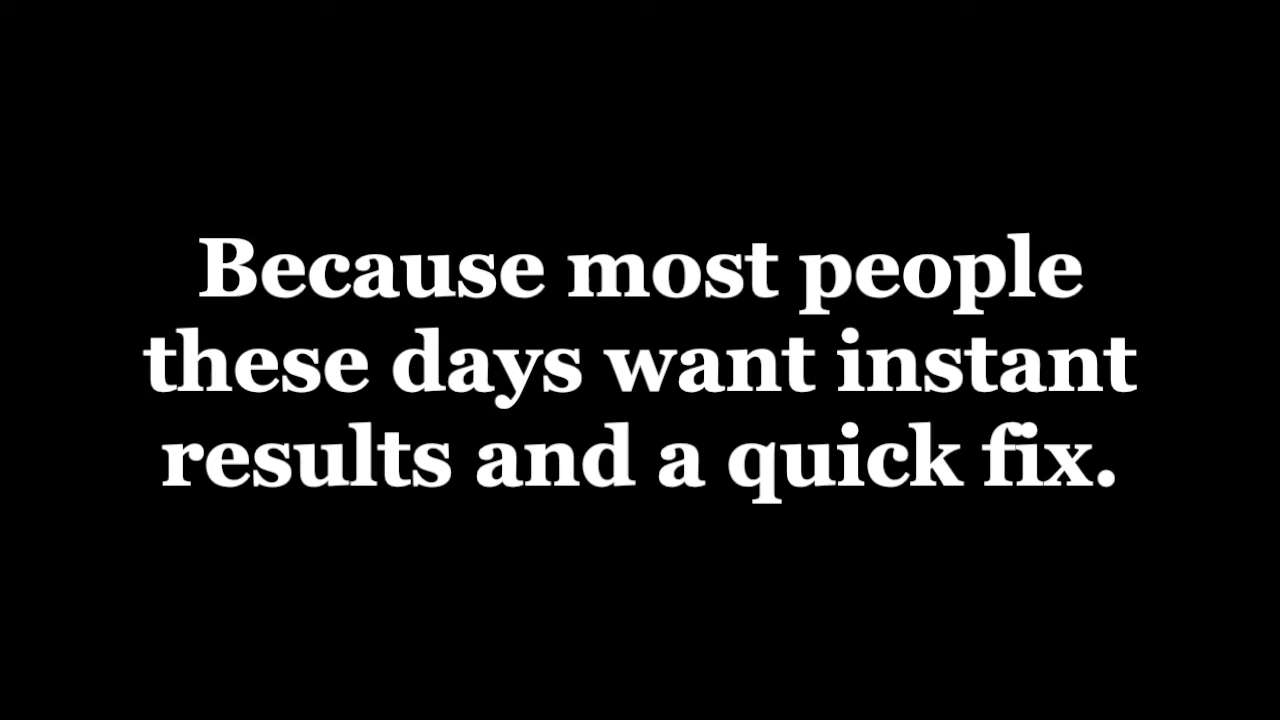 Because most people
these days want instant
results and a quick fix.